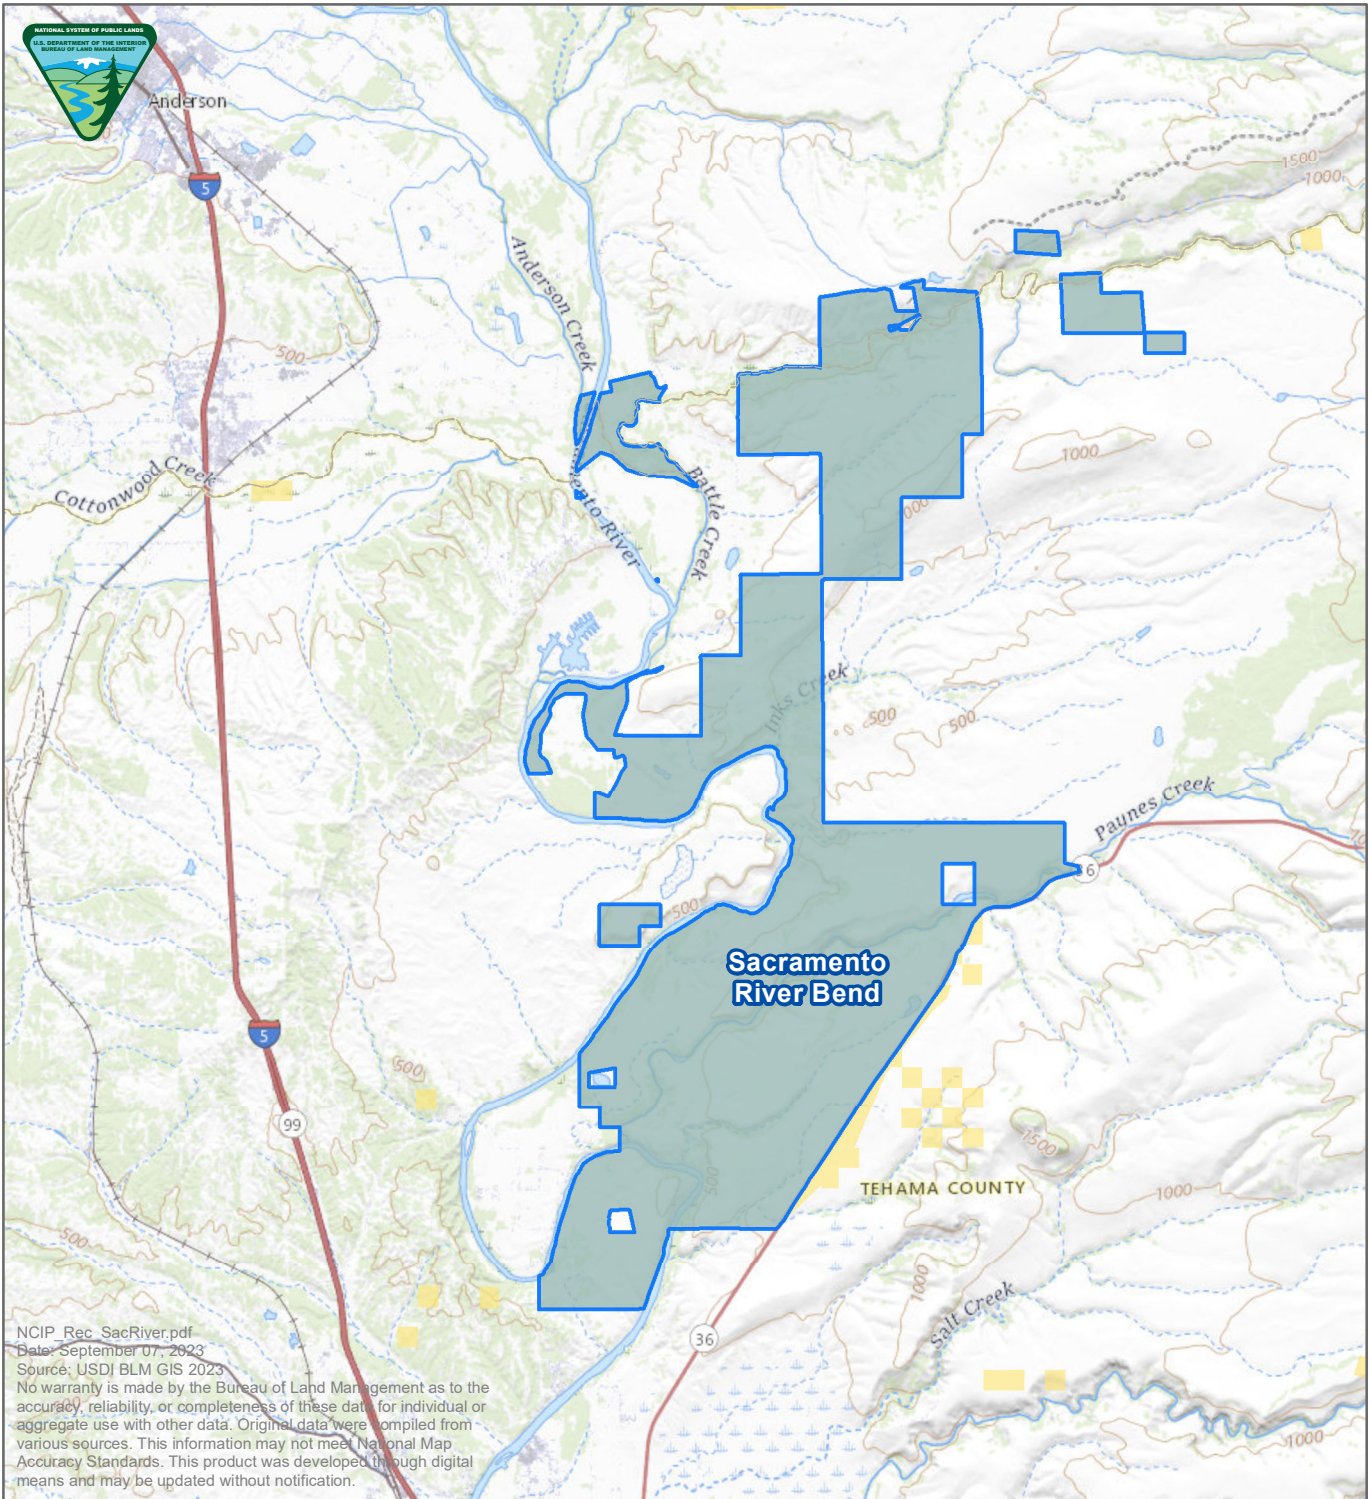 NATIONAL SYSTEM OF PUBLIC LANDS
U.S. DEPARTMENT OF THE INTERIOR
BUREAU OF LAND MANAGEMENT
Anderson
5
1500
1000
Anderson Creek
500
Cottonwood Creek
1000
Battle Creek
ento River
000
Inks Creek
500
500
Paunes Creek
6
500
Sacramento
River Bend
5
500
99
1500
500
TEHAMA COUNTY
1000
500
1000
Salt Creek
36
NCIP_Rec_SacRiver.pdf
Date: September 07, 2023
Source: USDI BLM GIS 2023
No warranty is made by the Bureau of Land Management as to the
accuracy, reliability, or completeness of these data for individual or
aggregate use with other data. Original data were compiled from
various sources. This information may not meet National Map
Accuracy Standards. This product was developed through digital
means and may be updated without notification.
1000